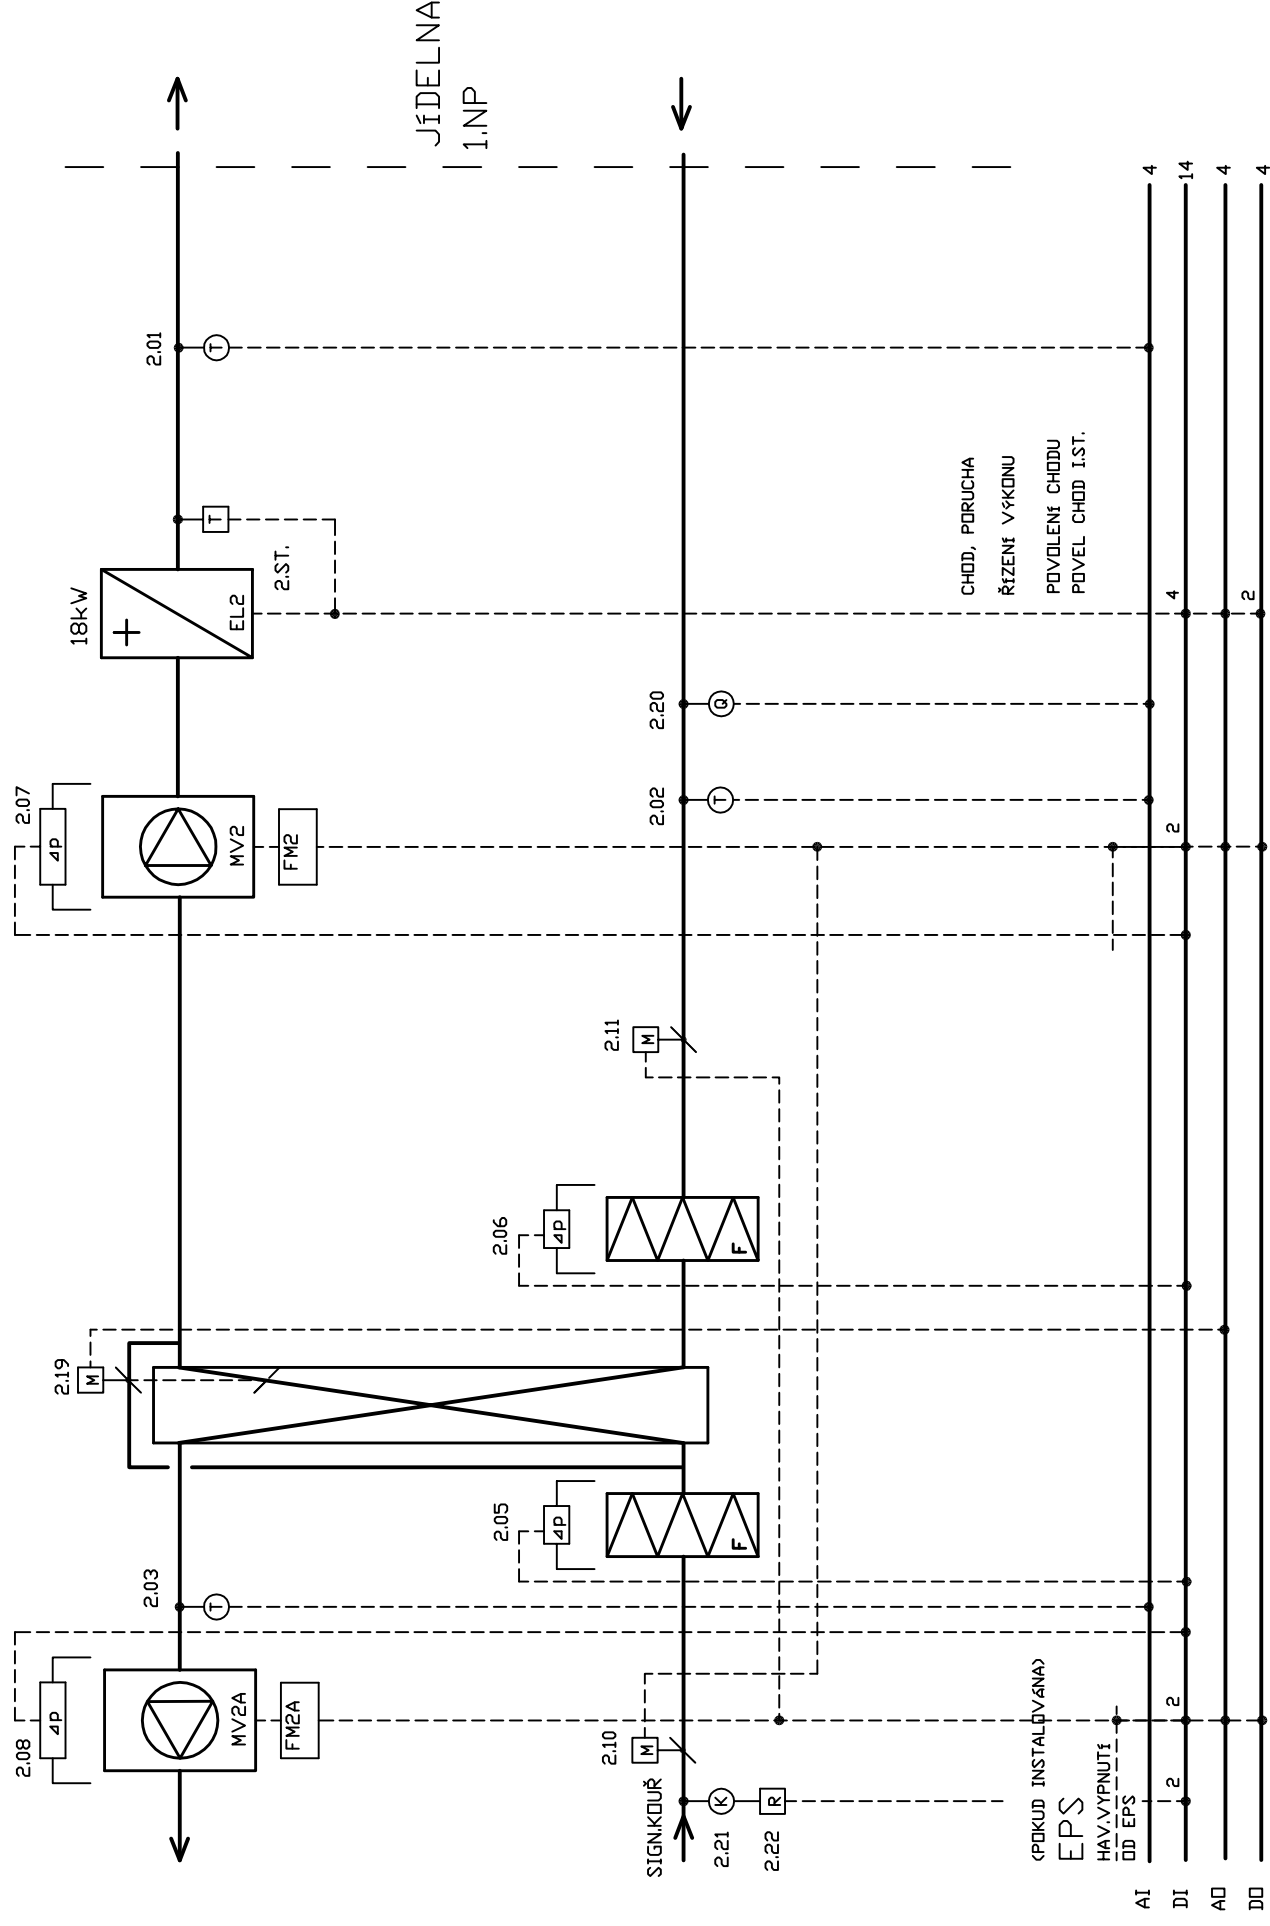 JÍDELNA
1.NP
2.01
T
T
2.ST.
18kW
EL2
CHOD, PORUCHA
ŘÍZENÍ VÝKONU
POVOLENÍ CHODU
POVEL CHOD I.ST.
2.20
Q
2.02
T
2.07
ΔP
MV2
FM2
2.11
M
2.06
ΔP
F
2.19
M
2.05
ΔP
F
2.03
T
2.08
ΔP
MV2A
FM2A
2.10
M
SIGN.KOUŘ
K
2.21
R
2.22
(POKUD INSTALOVÁNA)
EPS
HAV.VYPNUTÍ
OD EPS
AI 4
DI 2 2 2 4 14
AO 4
DO 2 4